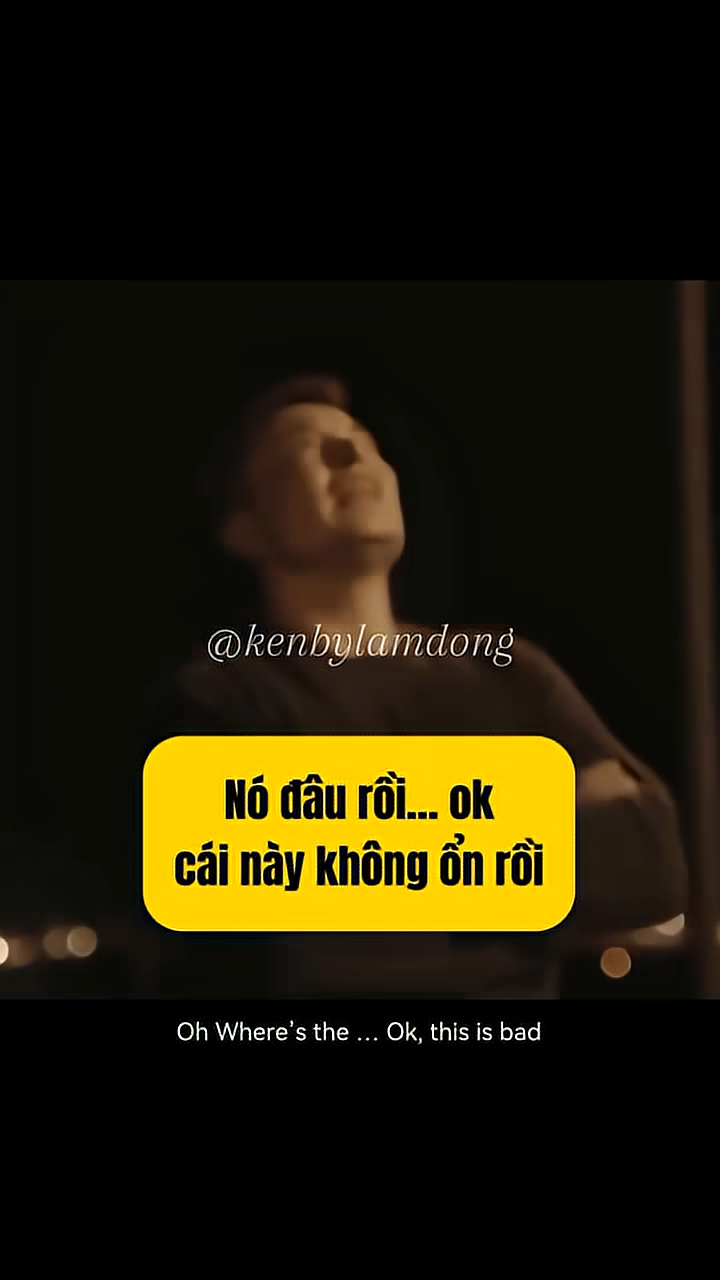 @kenbylamdong
Nó đâu rồi... ok
cái này không ổn rồi
Oh Where’s the ... Ok, this is bad